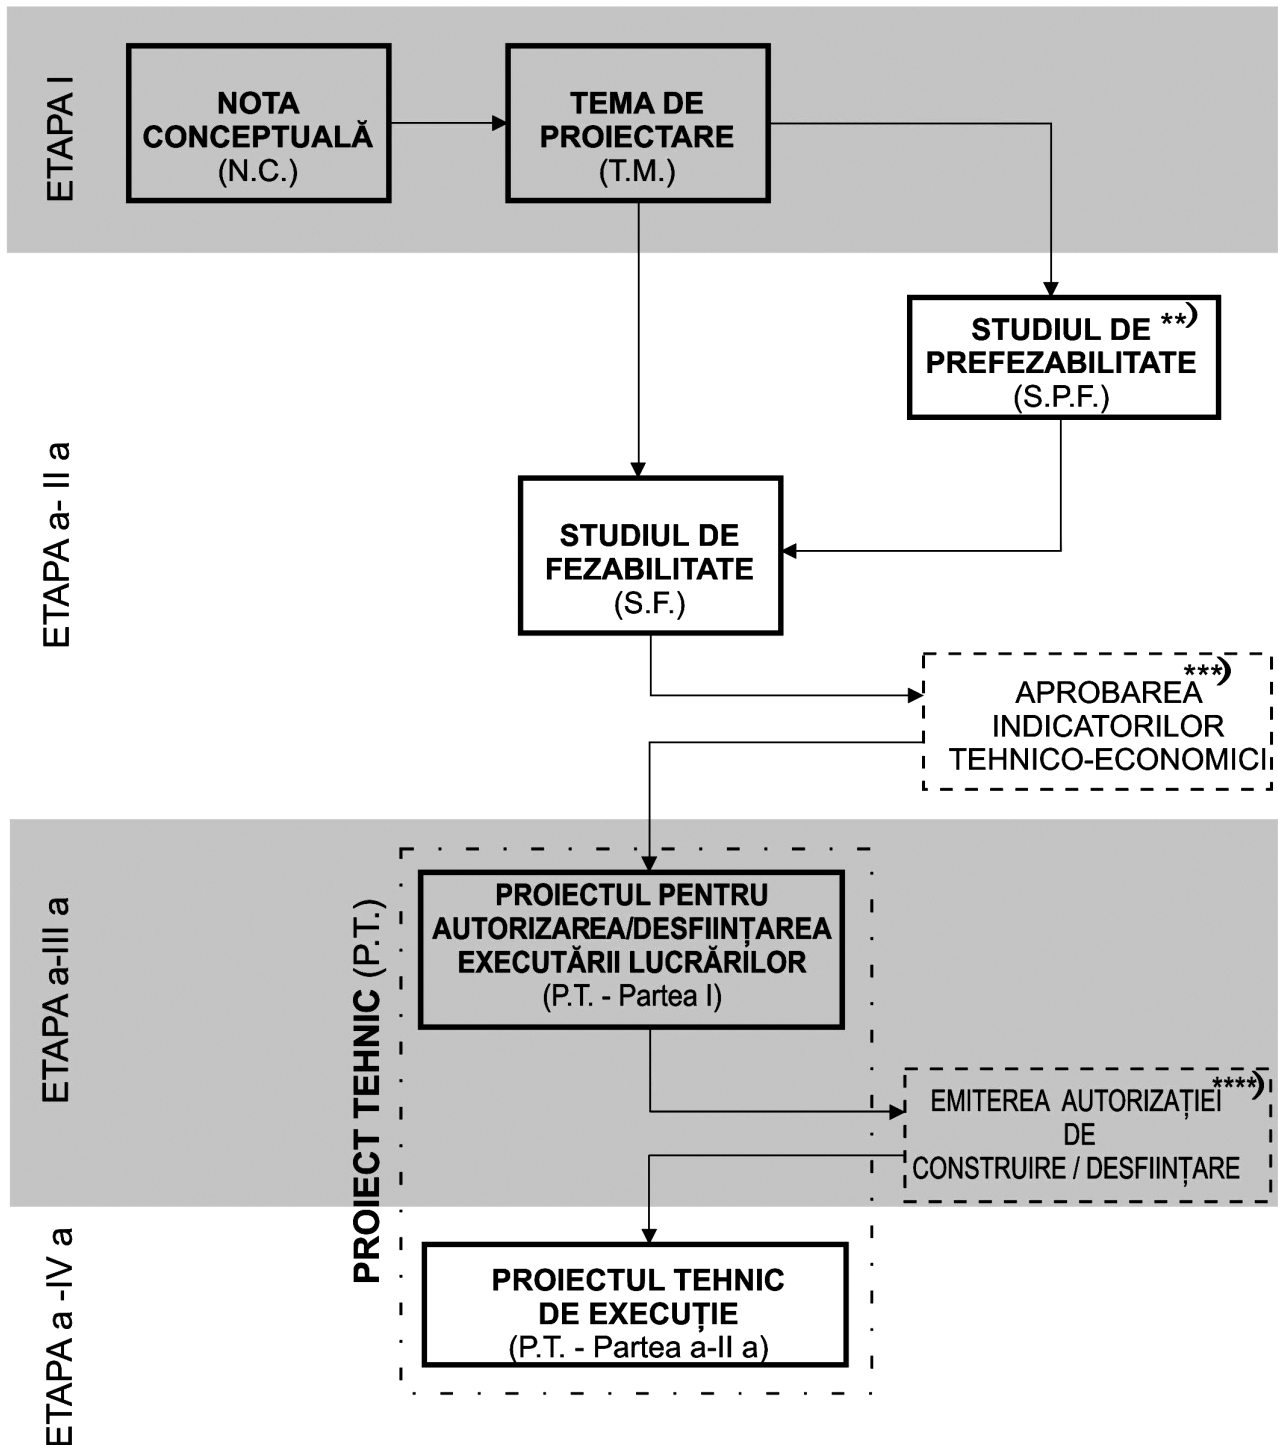 ETAPA I
NOTA
CONCEPTUALĂ
(N.C.)
TEMA DE
PROIECTARE
(T.M.)
ETAPA a- II a
STUDIUL DE **)
PREFEZABILITATE
(S.P.F.)
STUDIUL DE
FEZABILITATE
(S.F.)
APROBAREA ***)
INDICATORILOR
TEHNICO-ECONOMICI
ETAPA a-III a
PROIECT TEHNIC (P.T.)
PROIECTUL PENTRU
AUTORIZAREA/DESFIINȚAREA
EXECUTĂRII LUCRĂRILOR
(P.T. - Partea I)
EMITEREA AUTORIZAȚIEI ****)
DE
CONSTRUIRE / DESFIINȚARE
ETAPA a -IV a
PROIECTUL TEHNIC
DE EXECUȚIE
(P.T. - Partea a-II a)